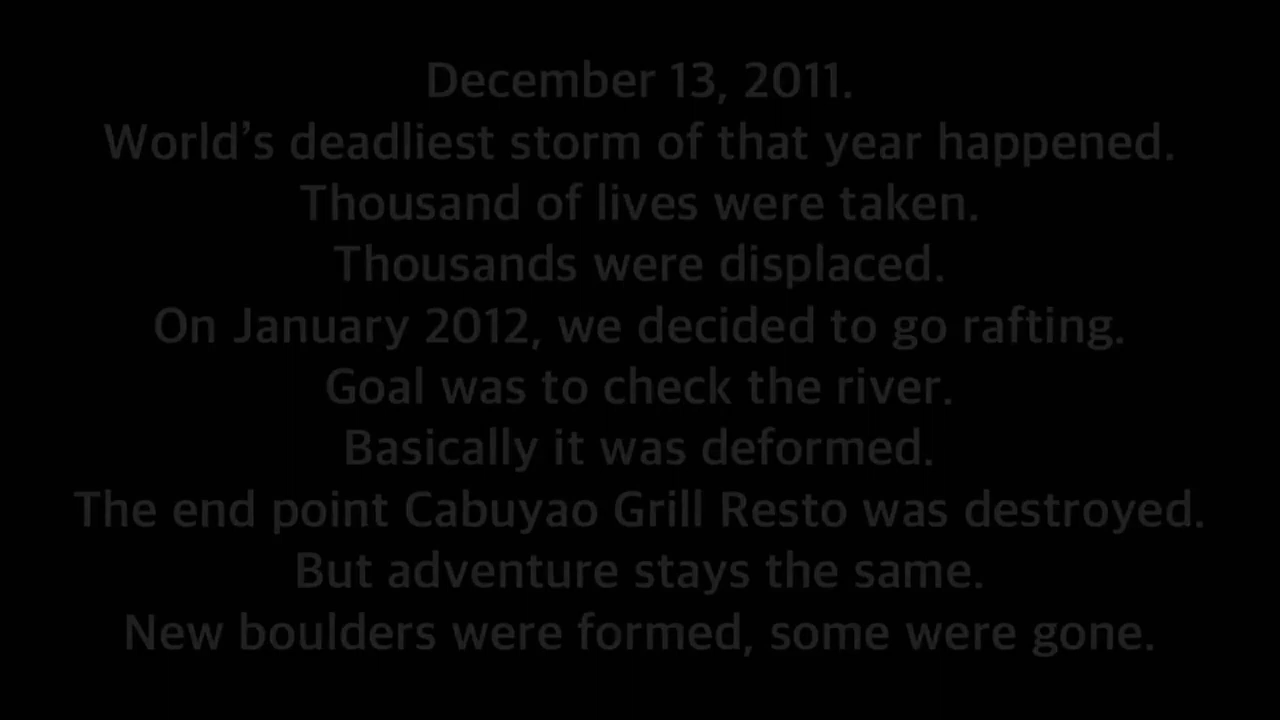 December 13, 2011.
World’s deadliest storm of that year happened.
Thousand of lives were taken.
Thousands were displaced.
On January 2012, we decided to go rafting.
Goal was to check the river.
Basically it was deformed.
The end point Cabuyao Grill Resto was destroyed.
But adventure stays the same.
New boulders were formed, some were gone.